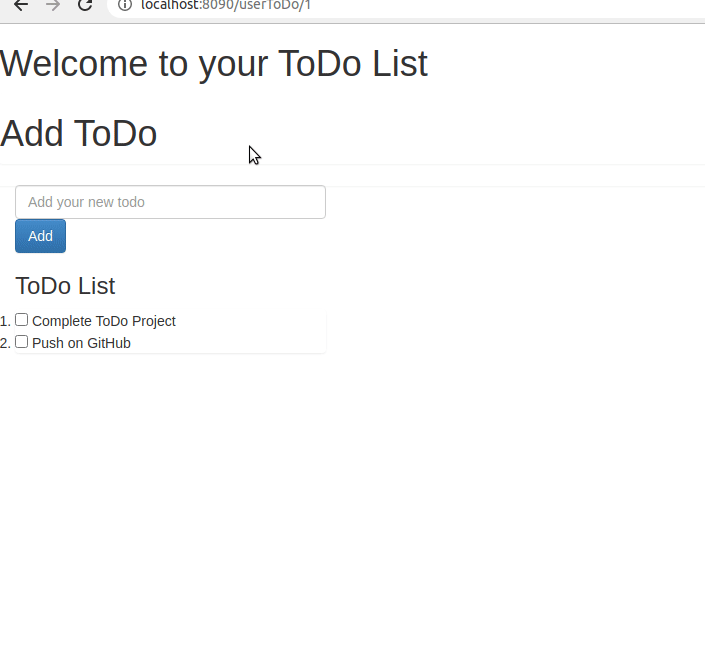 localhost:8090/userToDo/1
Welcome to your ToDo List
Add ToDo
Add your new todo
Add
ToDo List
1. Complete ToDo Project
2. Push on GitHub